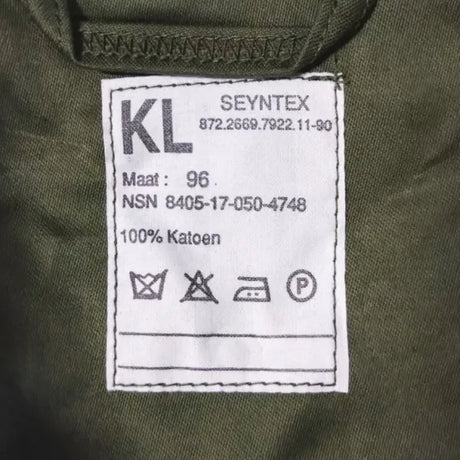 KL SEYNTEX
872.2669.7922.11-90
Maat: 96
NSN 8405-17-050-4748
100% Katoen
P